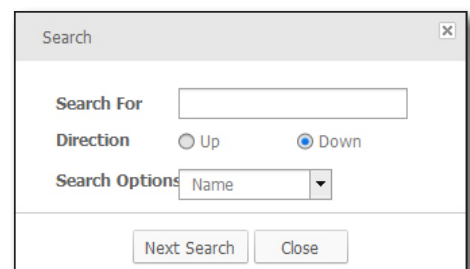 Search
Search For
Direction Up Down
Search Options Name
Next Search Close